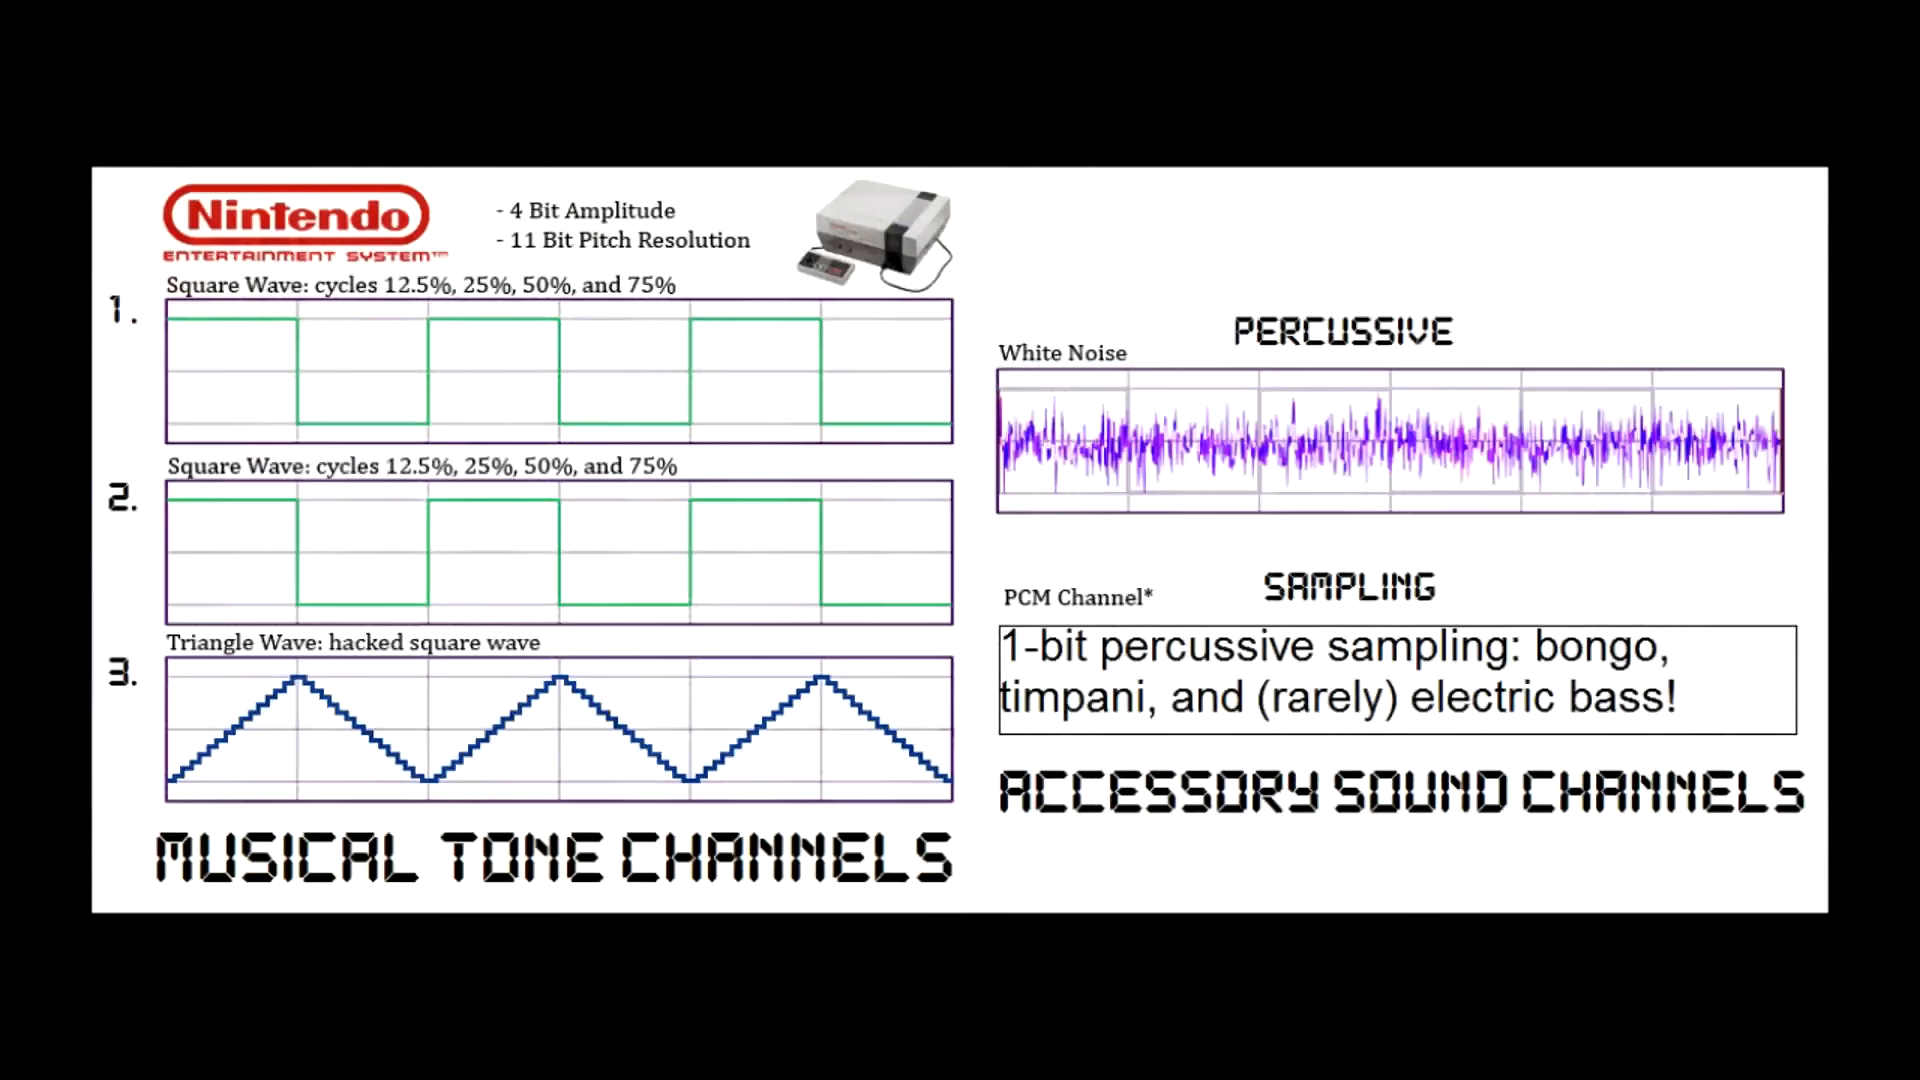 Nintendo
ENTERTAINMENT SYSTEM™
- 4 Bit Amplitude
- 11 Bit Pitch Resolution
1.
Square Wave: cycles 12.5%, 25%, 50%, and 75%
2.
Square Wave: cycles 12.5%, 25%, 50%, and 75%
3.
Triangle Wave: hacked square wave
MUSICAL TONE CHANNELS
PERCUSSIVE
White Noise
SAMPLING
PCM Channel*
1-bit percussive sampling: bongo,
timpani, and (rarely) electric bass!
ACCESSORY SOUND CHANNELS